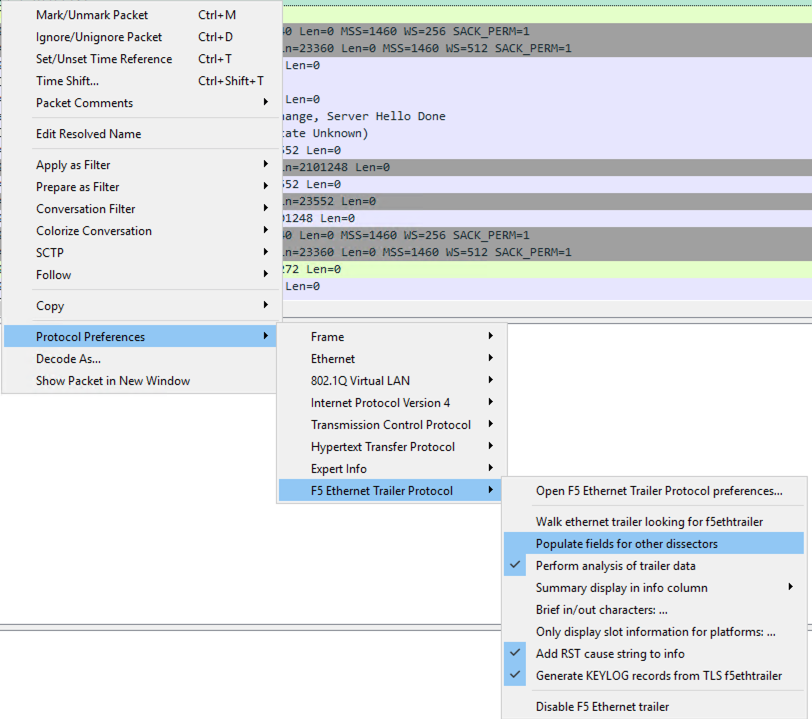 Mark/Unmark Packet Ctrl+M
Ignore/Unignore Packet Ctrl+D
Set/Unset Time Reference Ctrl+T
Time Shift... Ctrl+Shift+T
Packet Comments
Edit Resolved Name
Apply as Filter
Prepare as Filter
Conversation Filter
Colorize Conversation
SCTP
Follow
Copy
Protocol Preferences
Decode As...
Show Packet in New Window
Len=0 MSS=1460 WS=256 SACK_PERM=1
n=23360 Len=0 MSS=1460 WS=512 SACK_PERM=1
Len=0
Len=0
ange, Server Hello Done
ate Unknown)
552 Len=0
n=2101248 Len=0
552 Len=0
n=23552 Len=0
01248 Len=0
Len=0 MSS=1460 WS=256 SACK_PERM=1
n=23360 Len=0 MSS=1460 WS=512 SACK_PERM=1
272 Len=0
Len=0
Frame
Ethernet
802.1Q Virtual LAN
Internet Protocol Version 4
Transmission Control Protocol
Hypertext Transfer Protocol
Expert Info
F5 Ethernet Trailer Protocol
Open F5 Ethernet Trailer Protocol preferences...
Walk ethernet trailer looking for f5ethtrailer
Populate fields for other dissectors
Perform analysis of trailer data
Summary display in info column
Brief in/out characters: ...
Only display slot information for platforms: ...
Add RST cause string to info
Generate KEYLOG records from TLS f5ethtrailer
Disable F5 Ethernet trailer